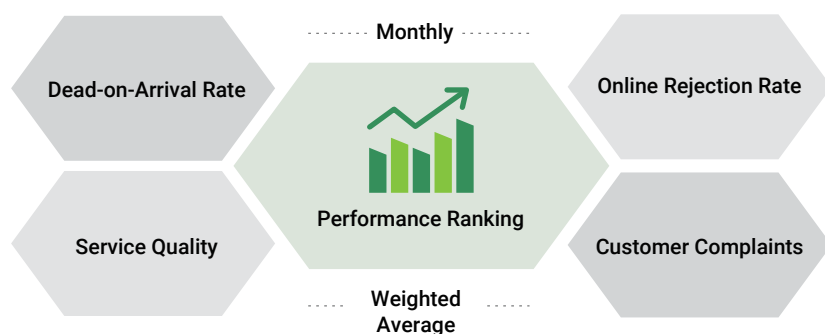 Monthly
Dead-on-Arrival Rate
Online Rejection Rate
Performance Ranking
Service Quality
Customer Complaints
Weighted
Average